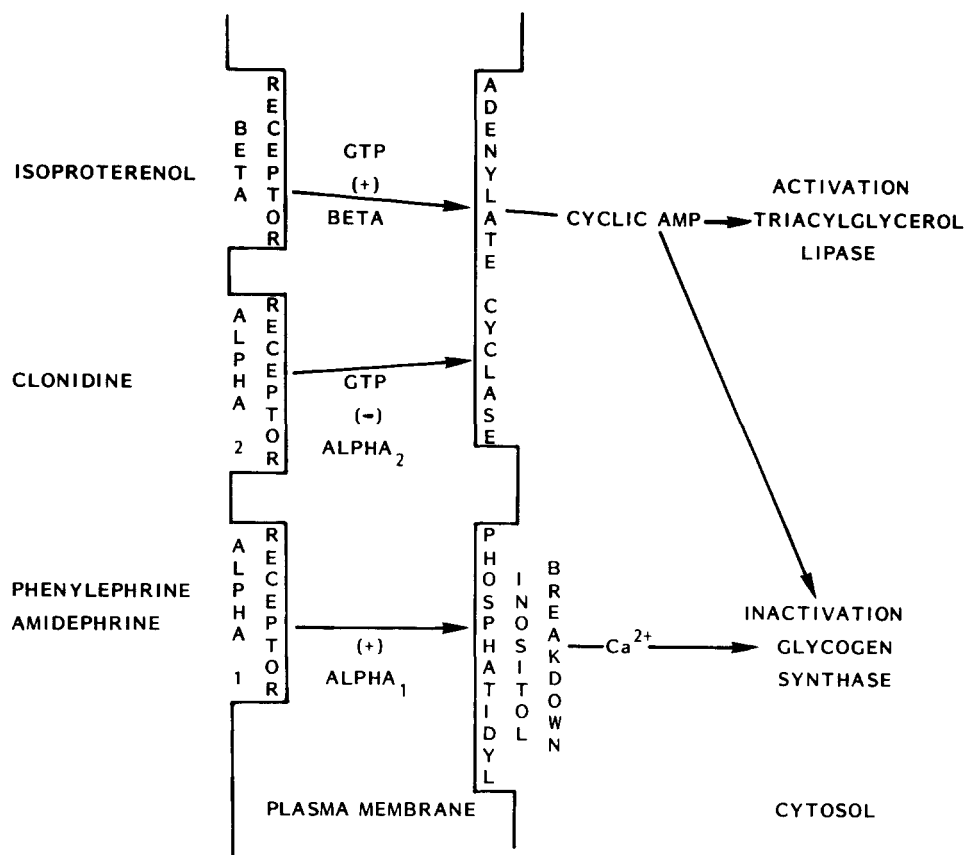 ISOPROTERENOL
BETA
RECEPTOR
GTP
(+)
BETA
ADENYLATE CYCLASE
CYCLIC AMP
ACTIVATION
TRIACYLGLYCEROL
LIPASE
CLONIDINE
ALPHA 2
RECEPTOR
GTP
(-)
ALPHA₂
PHENYLEPHRINE
AMIDEPHRINE
ALPHA 1
RECEPTOR
(+)
ALPHA₁
PHOSPHATIDYL
INOSITOL
BREAKDOWN
Ca²⁺
INACTIVATION
GLYCOGEN
SYNTHASE
PLASMA MEMBRANE
CYTOSOL